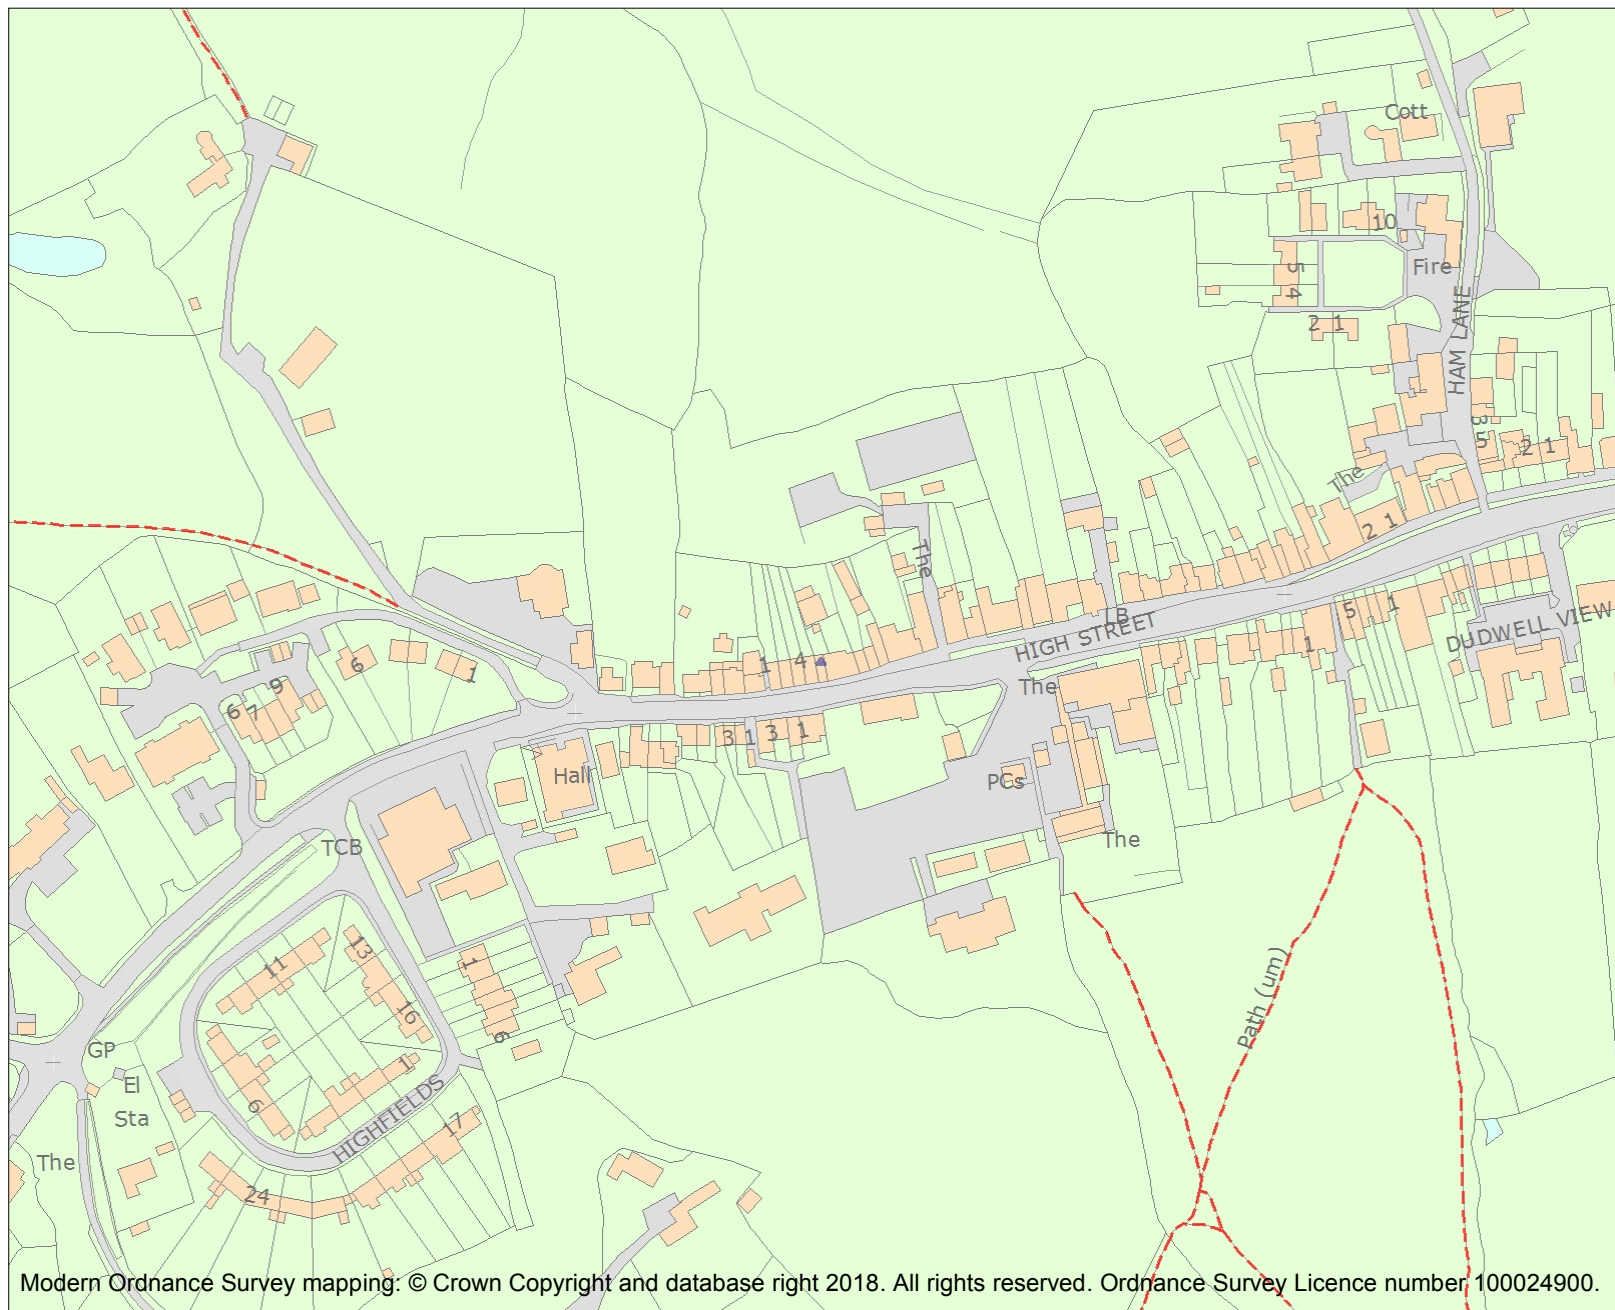 Cott
10
Fire
5
4
2 1
HAM LANE
3
5
2 1
The
2 1
The
LB
HIGH STREET
5
1
1
DUDWELL VIEW
The
1
4
6
1
9
6
7
3 1
3
1
Hall
PCs
The
TCB
13
11
16
1
6
GP
El
Sta
1
6
HIGHFIELDS
17
The
24
Path (um)
Modern Ordnance Survey mapping: © Crown Copyright and database right 2018. All rights reserved. Ordnance Survey Licence number 100024900.